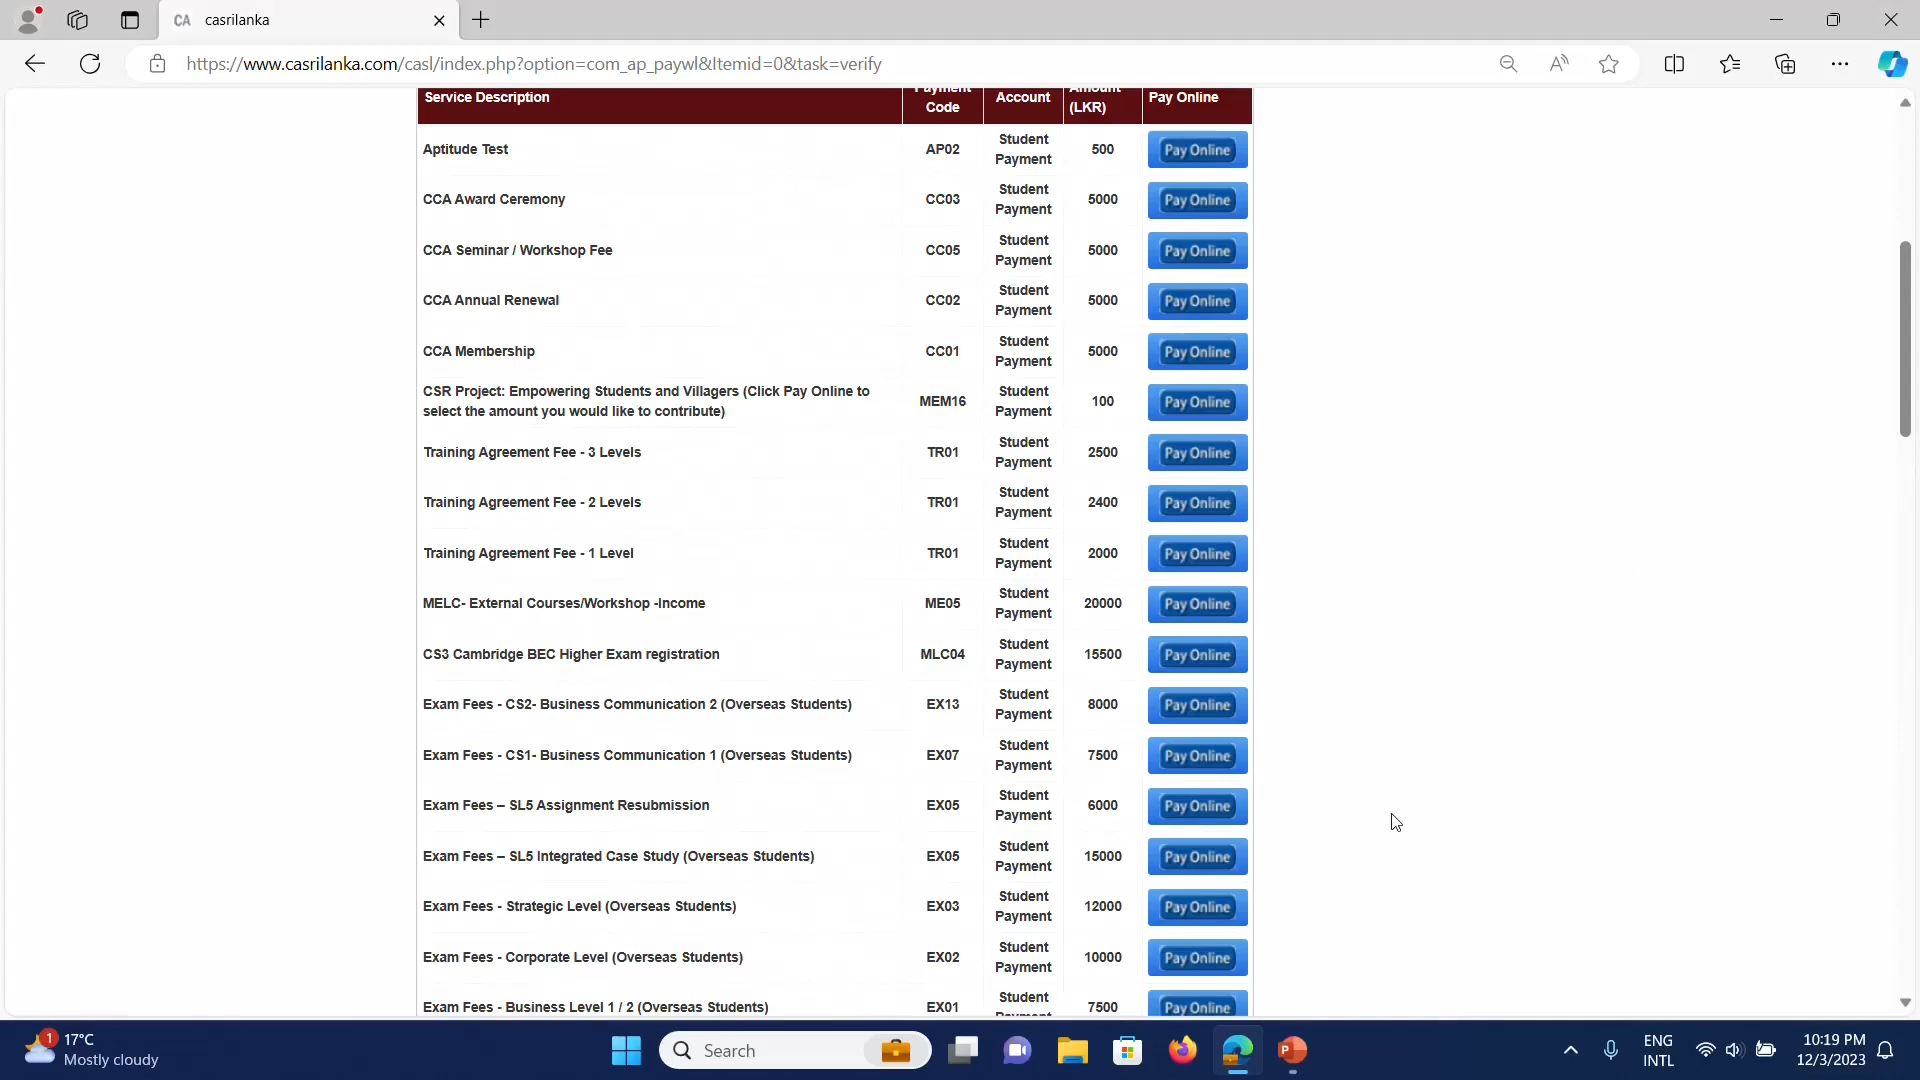 CA casrilanka
https://www.casrilanka.com/casl/index.php?option=com_ap_paywl&Itemid=0&task=verify
Service Description Payment Code Account Amount (LKR) Pay Online
Aptitude Test AP02 Student Payment 500 Pay Online
CCA Award Ceremony CC03 Student Payment 5000 Pay Online
CCA Seminar / Workshop Fee CC05 Student Payment 5000 Pay Online
CCA Annual Renewal CC02 Student Payment 5000 Pay Online
CCA Membership CC01 Student Payment 5000 Pay Online
CSR Project: Empowering Students and Villagers (Click Pay Online to
select the amount you would like to contribute) MEM16 Student Payment 100 Pay Online
Training Agreement Fee - 3 Levels TR01 Student Payment 2500 Pay Online
Training Agreement Fee - 2 Levels TR01 Student Payment 2400 Pay Online
Training Agreement Fee - 1 Level TR01 Student Payment 2000 Pay Online
MELC- External Courses/Workshop -Income ME05 Student Payment 20000 Pay Online
CS3 Cambridge BEC Higher Exam registration MLC04 Student Payment 15500 Pay Online
Exam Fees - CS2- Business Communication 2 (Overseas Students) EX13 Student Payment 8000 Pay Online
Exam Fees - CS1- Business Communication 1 (Overseas Students) EX07 Student Payment 7500 Pay Online
Exam Fees – SL5 Assignment Resubmission EX05 Student Payment 6000 Pay Online
Exam Fees – SL5 Integrated Case Study (Overseas Students) EX05 Student Payment 15000 Pay Online
Exam Fees - Strategic Level (Overseas Students) EX03 Student Payment 12000 Pay Online
Exam Fees - Corporate Level (Overseas Students) EX02 Student Payment 10000 Pay Online
Exam Fees - Business Level 1 / 2 (Overseas Students) EX01 Student Payment 7500 Pay Online
1 17°C
Mostly cloudy
Search
ENG
INTL
10:19 PM
12/3/2023